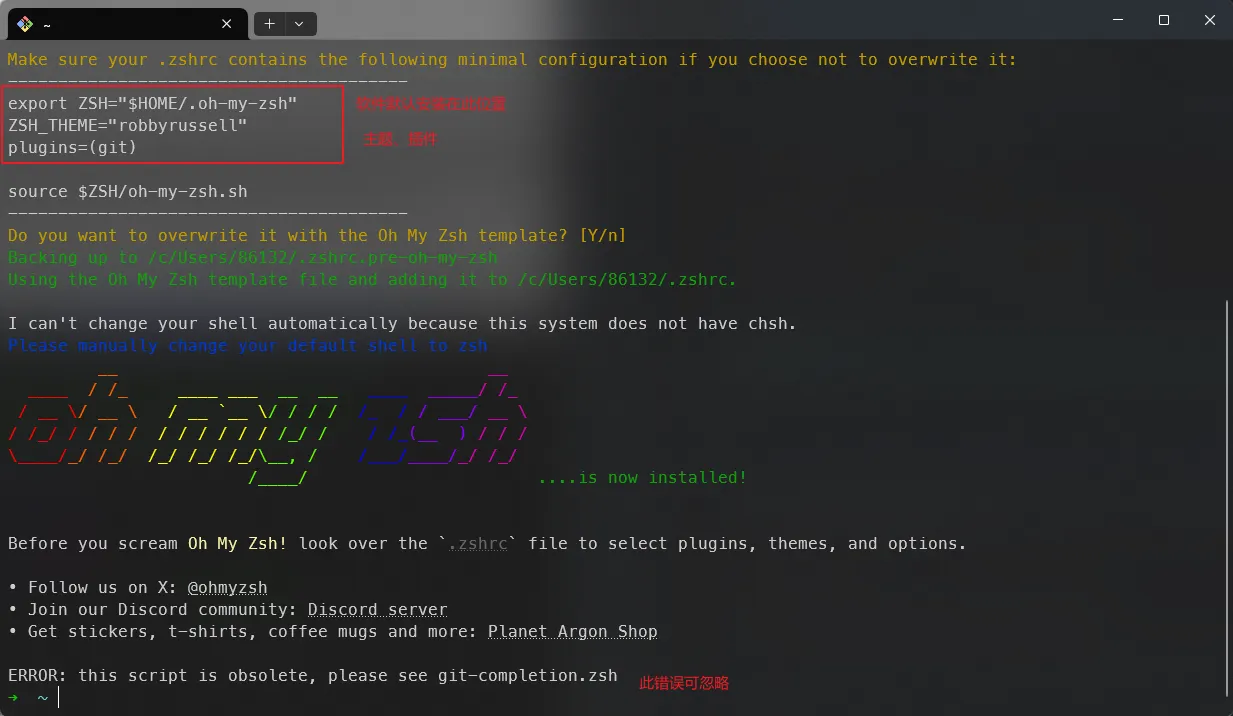 ~
Make sure your .zshrc contains the following minimal configuration if you choose not to overwrite it:
----------------------------------------
export ZSH="$HOME/.oh-my-zsh"
软件默认安装在此位置
ZSH_THEME="robbyrussell"
主题、插件
plugins=(git)
source $ZSH/oh-my-zsh.sh
----------------------------------------
Do you want to overwrite it with the Oh My Zsh template? [Y/n]
Backing up to /c/Users/86132/.zshrc.pre-oh-my-zsh
Using the Oh My Zsh template file and adding it to /c/Users/86132/.zshrc.
I can't change your shell automatically because this system does not have chsh.
Please manually change your default shell to zsh
oh my zsh
....is now installed!
Before you scream Oh My Zsh! look over the `.zshrc` file to select plugins, themes, and options.
• Follow us on X: @ohmyzsh
• Join our Discord community: Discord server
• Get stickers, t-shirts, coffee mugs and more: Planet Argon Shop
ERROR: this script is obsolete, please see git-completion.zsh
此错误可忽略
➜ ~